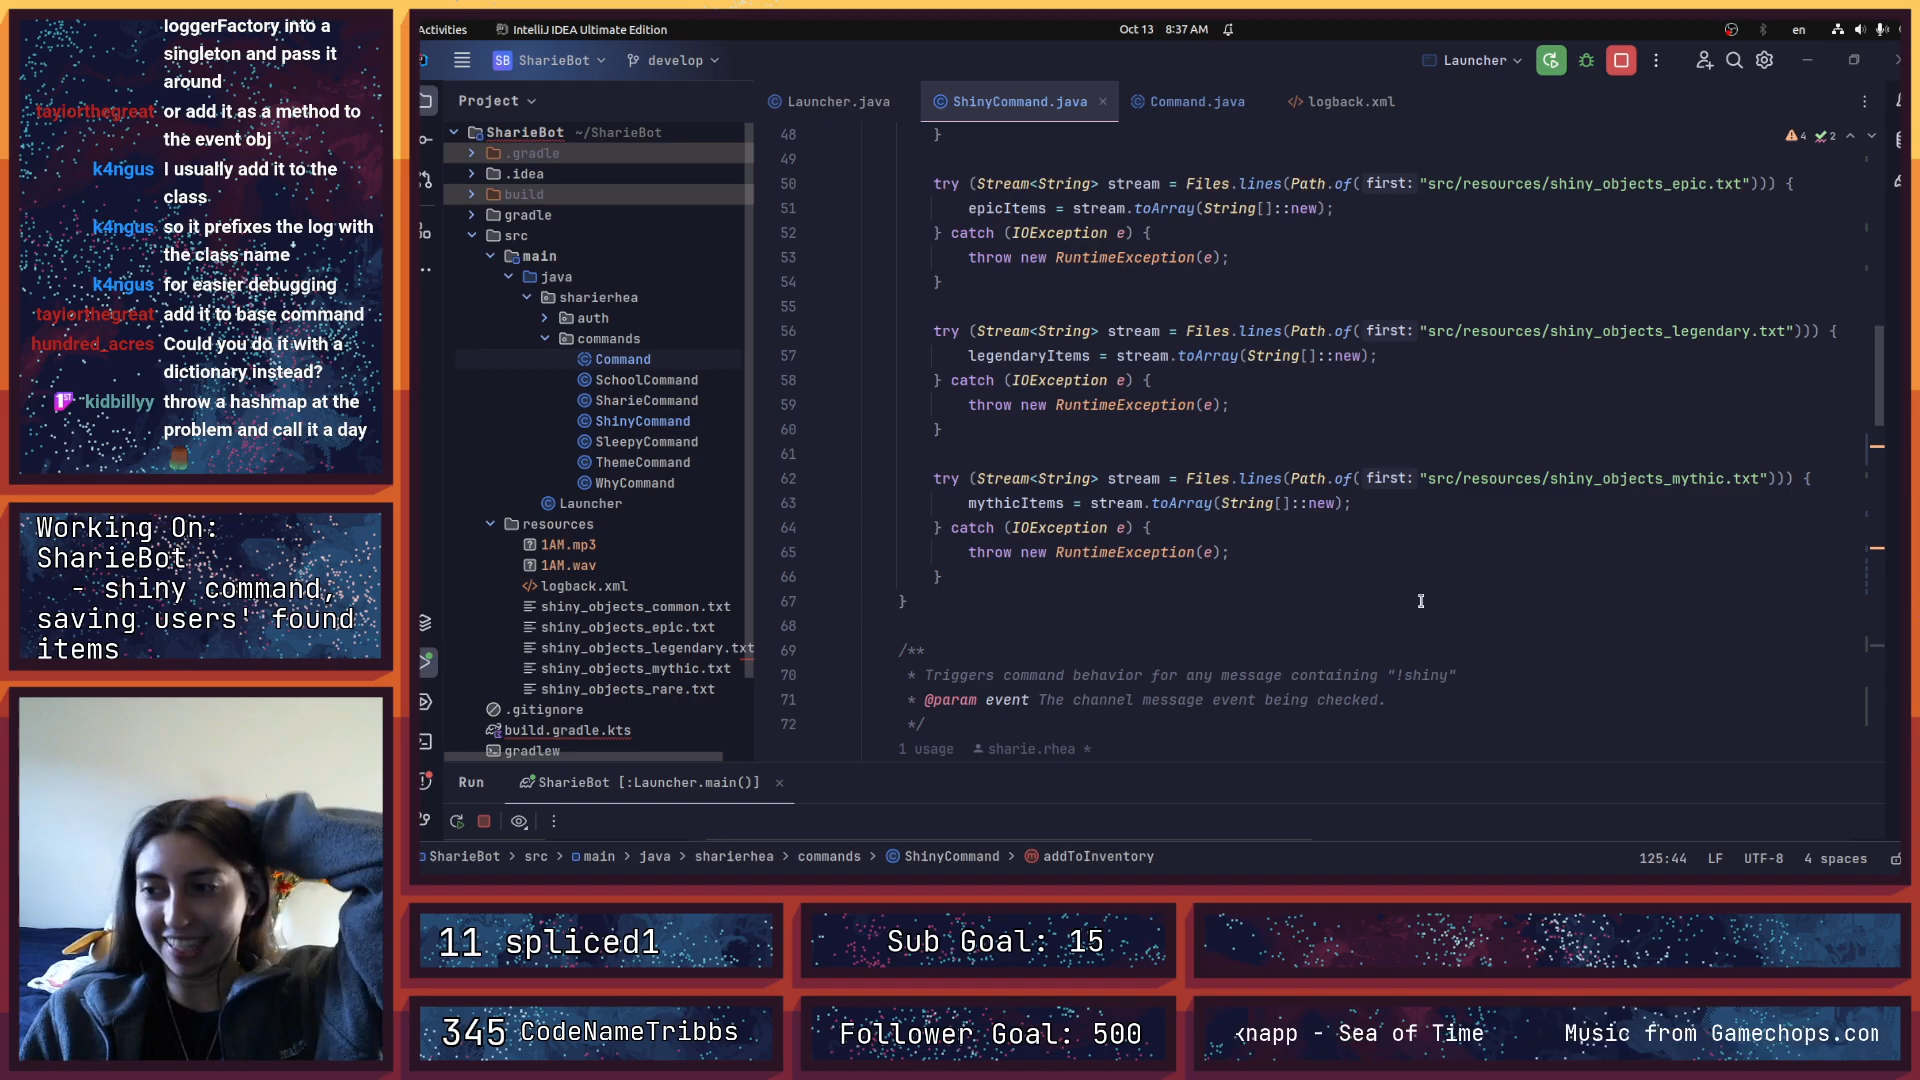 loggerFactory into a
singleton and pass it
around
tayiorthegreat or add it as a method to
the event obj
k4ngus I usually add it to the
class
k4ngus so it prefixes the log with
the class name
k4ngus for easier debugging
tayiorthegreat add it to base command
hundred_acres Could you do it with a
dictionary instead?
1ST kidbillyy throw a hashmap at the
problem and call it a day
Working On:
SharieBot
- shiny command,
saving users' found
items
Activities IntelliJ IDEA Ultimate Edition Oct 13 8:37 AM en
SB SharieBot develop Launcher
Project
Launcher.java ShinyCommand.java Command.java logback.xml
SharieBot ~/SharieBot
.gradle
.idea
build
gradle
src
main
java
sharierhea
auth
commands
Command
SchoolCommand
SharieCommand
ShinyCommand
SleepyCommand
ThemeCommand
WhyCommand
Launcher
resources
1AM.mp3
1AM.wav
logback.xml
shiny_objects_common.txt
shiny_objects_epic.txt
shiny_objects_legendary.txt
shiny_objects_mythic.txt
shiny_objects_rare.txt
.gitignore
build.gradle.kts
gradlew
4 2
48 }
49
50 try (Stream<String> stream = Files.lines(Path.of( first: "src/resources/shiny_objects_epic.txt"))) {
51 epicItems = stream.toArray(String[]::new);
52 } catch (IOException e) {
53 throw new RuntimeException(e);
54 }
55
56 try (Stream<String> stream = Files.lines(Path.of( first: "src/resources/shiny_objects_legendary.txt"))) {
57 legendaryItems = stream.toArray(String[]::new);
58 } catch (IOException e) {
59 throw new RuntimeException(e);
60 }
61
62 try (Stream<String> stream = Files.lines(Path.of( first: "src/resources/shiny_objects_mythic.txt"))) {
63 mythicItems = stream.toArray(String[]::new);
64 } catch (IOException e) {
65 throw new RuntimeException(e);
66 }
67 }
68
69 /**
70 * Triggers command behavior for any message containing "!shiny"
71 * @param event The channel message event being checked.
72 */
1 usage sharie.rhea *
Run SharieBot [:Launcher.main()]
SharieBot > src > main > java > sharierhea > commands > ShinyCommand > addToInventory 125:44 LF UTF-8 4 spaces
11 spliced1
Sub Goal: 15
345 CodeNameTribbs
Follower Goal: 500
knapp - Sea of Time Music from Gamechops.com